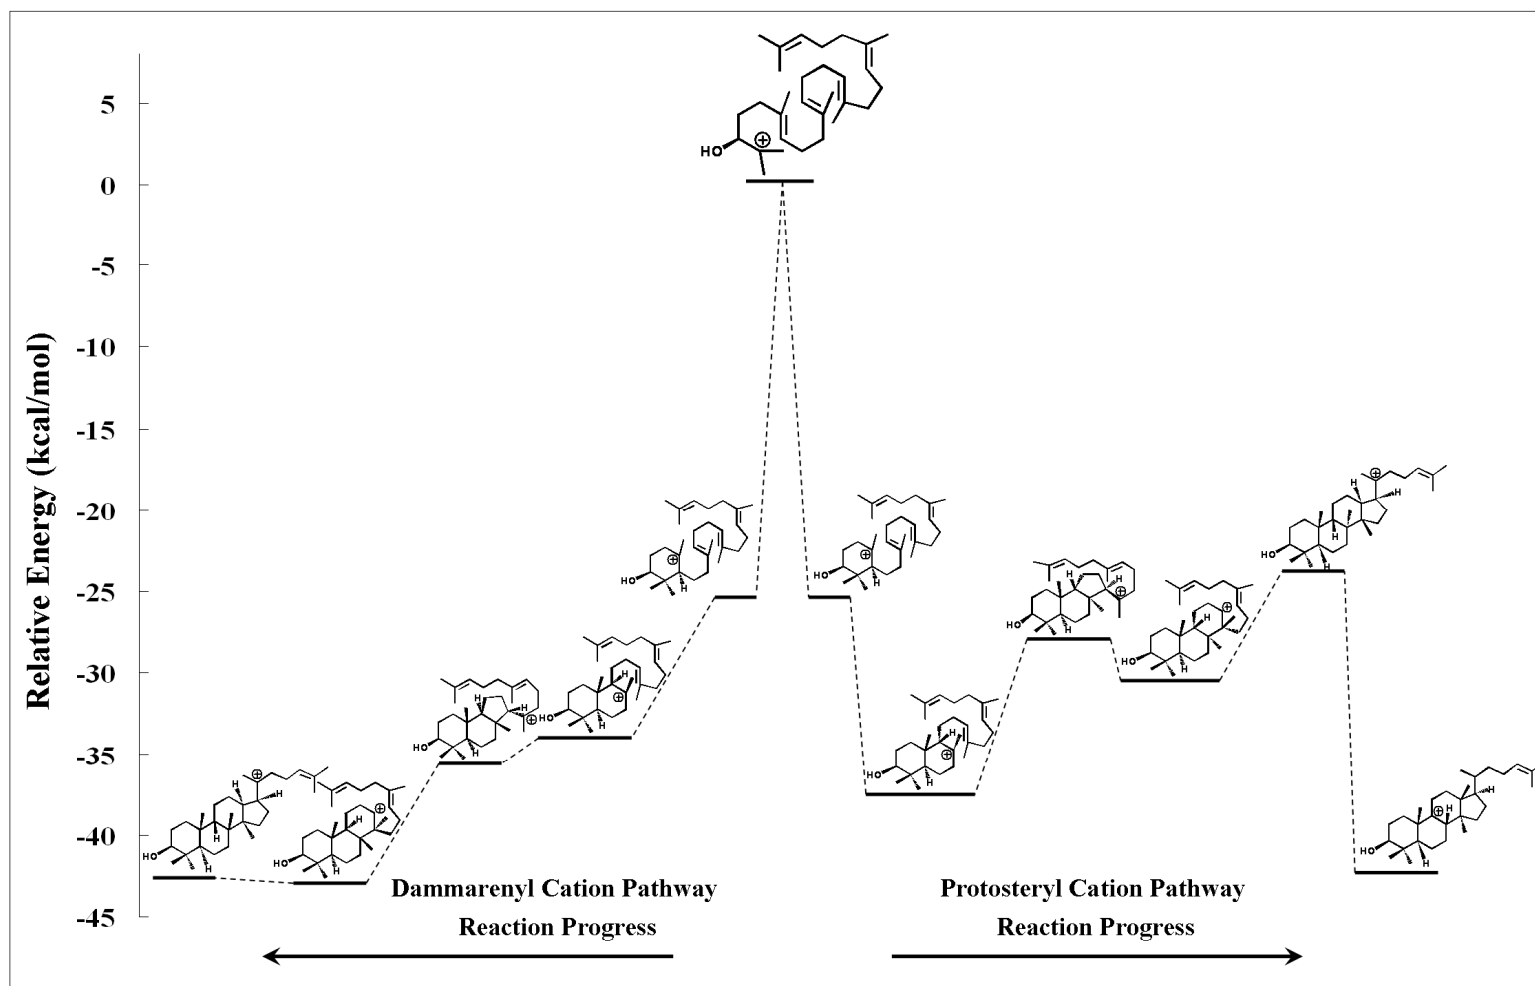 Relative Energy (kcal/mol)
5
0
-5
-10
-15
-20
-25
-30
-35
-40
-45
HO
HO
H
HO
H
HO
H
H
HO
H
H
H
HO
H
H
HO
H
H
H
H
HO
H
H
HO
H
H
H
HO
H
H
HO
H
H
H
H
HO
H
H
H
Dammarenyl Cation Pathway
Reaction Progress
Protosteryl Cation Pathway
Reaction Progress